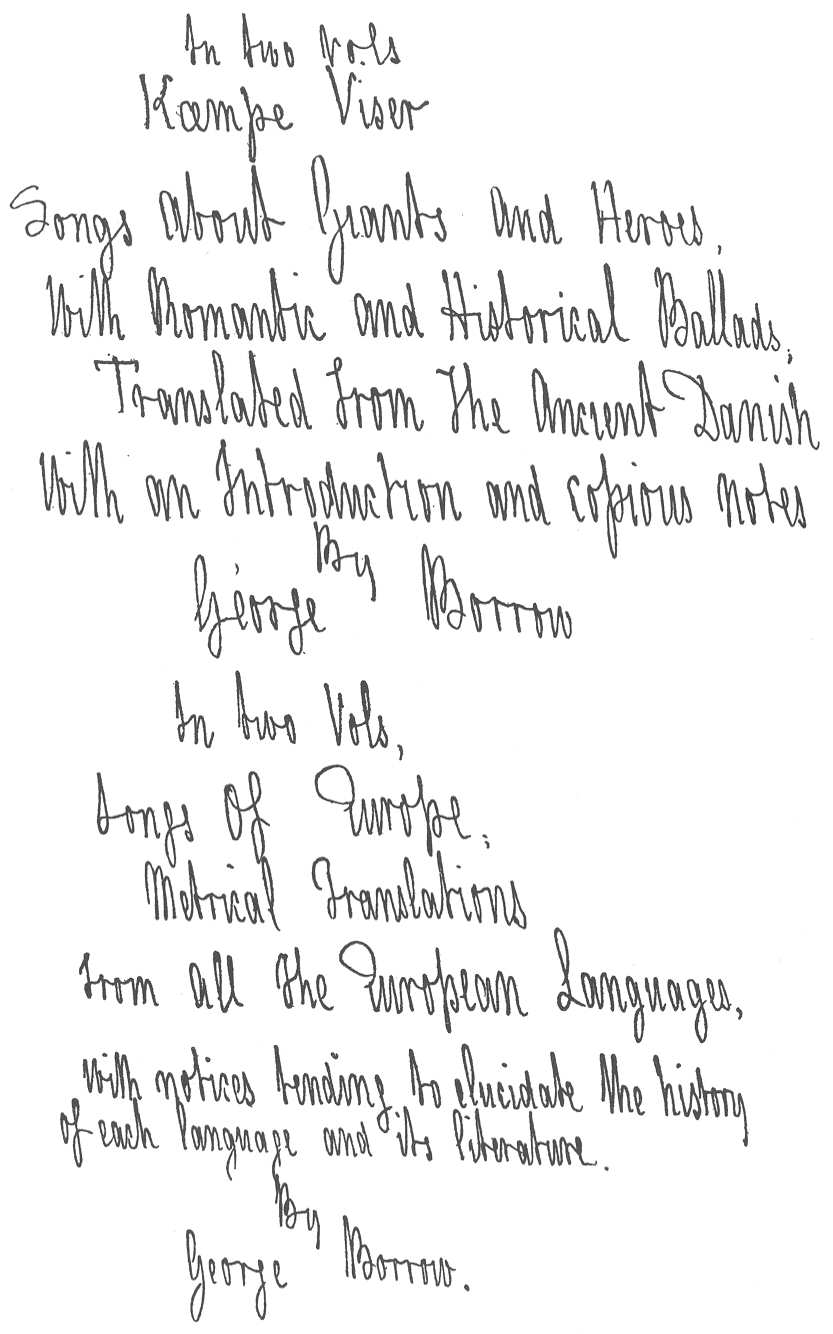 In two vols
Kæmpe Viser
Songs about Giants and Heroes,
With Romantic and Historical Ballads,
Translated from the Ancient Danish
With an Introduction and copious notes
By
George Borrow
In two Vols,
Songs Of Europe;
Metrical Translations
from all the European Languages,
with notices tending to elucidate the history
of each language and its literature.
By
George Borrow.